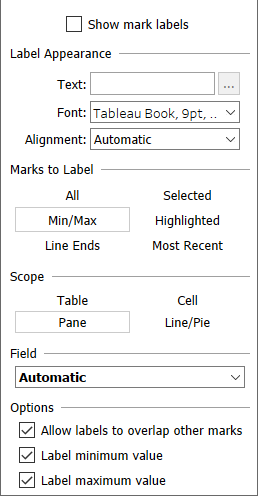 Show mark labels
Label Appearance
Text: ...
Font: Tableau Book, 9pt, ..
Alignment: Automatic
Marks to Label
All Selected
Min/Max Highlighted
Line Ends Most Recent
Scope
Table Cell
Pane Line/Pie
Field
Automatic
Options
Allow labels to overlap other marks
Label minimum value
Label maximum value